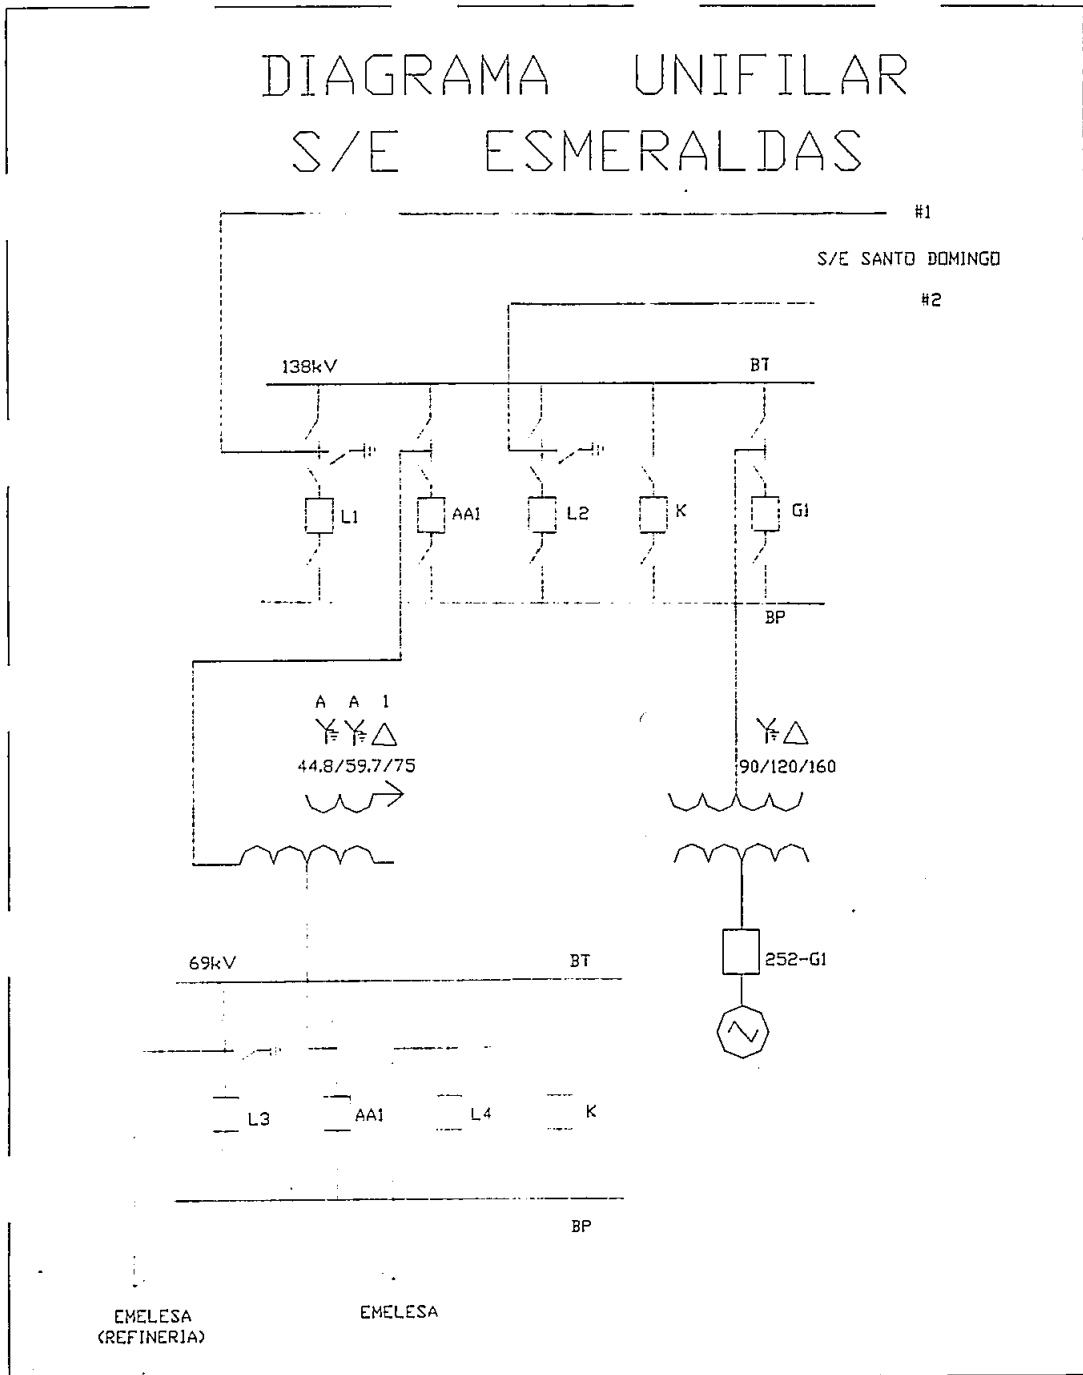 DIAGRAMA UNIFILAR
S/E ESMERALDAS
#1
S/E SANTO DOMINGO
#2
138kV BT
L1 AA1 L2 K G1
BP
A A 1
44.8/59.7/75
90/120/160
252-G1
69kV BT
L3 AA1 L4 K
BP
EMELESA
(REFINERIA)
EMELESA